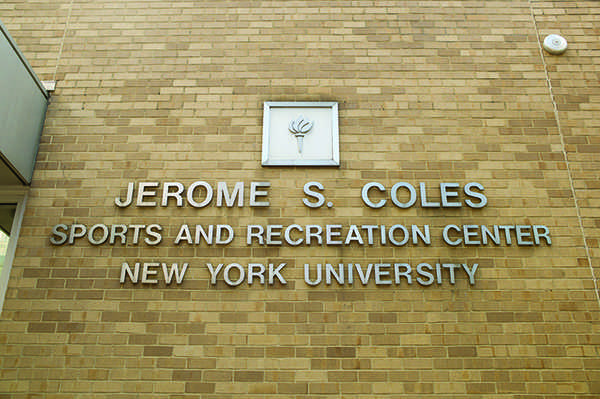 JEROME S. COLES
SPORTS AND RECREATION CENTER
NEW YORK UNIVERSITY